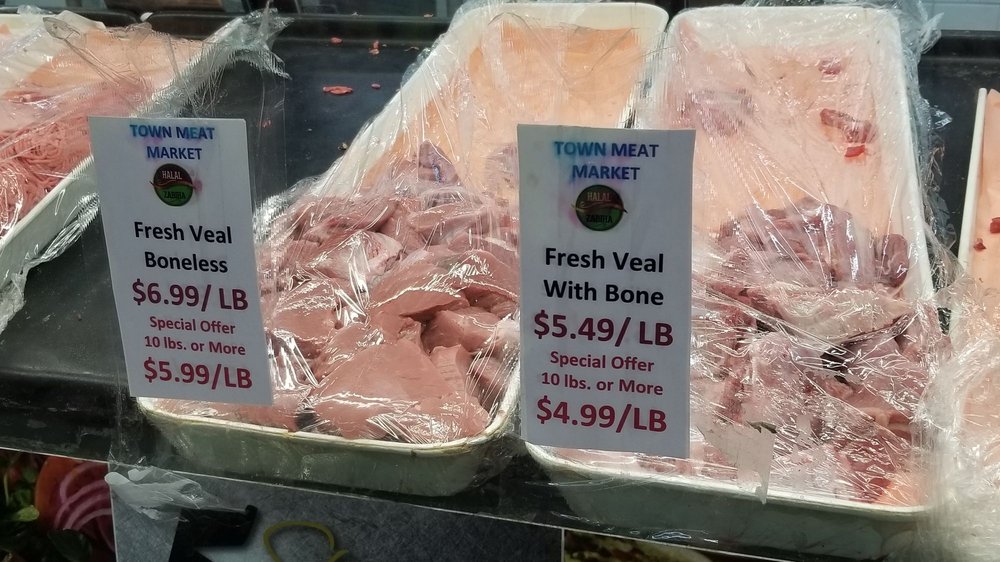 TOWN MEAT
MARKET
HALAL
ZABIHA
Fresh Veal
Boneless
$6.99/ LB
Special Offer
10 lbs. or More
$5.99/LB
TOWN MEAT
MARKET
HALAL
ZABIHA
Fresh Veal
With Bone
$5.49/ LB
Special Offer
10 lbs. or More
$4.99/LB